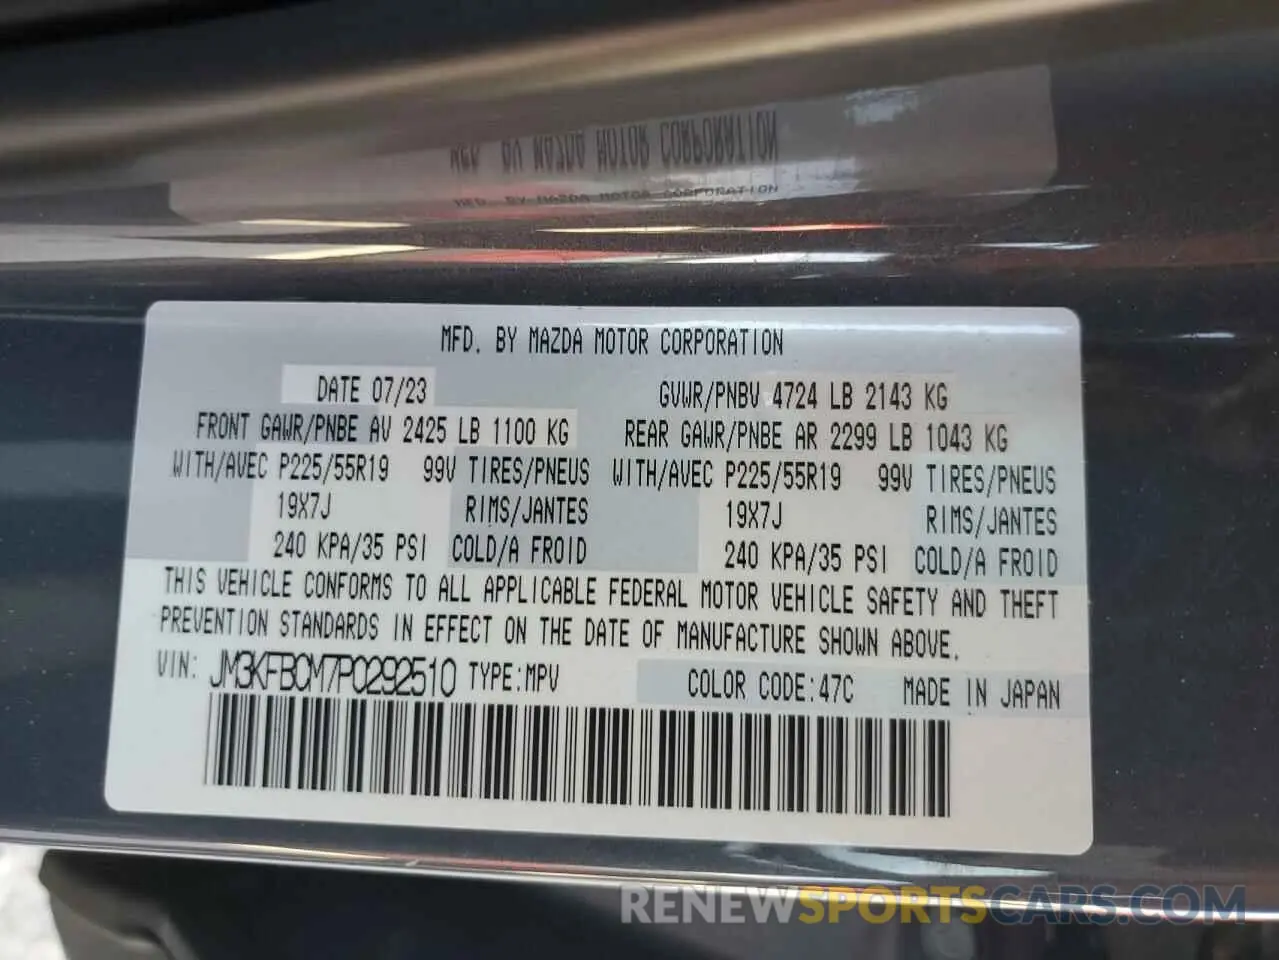 MFD. BY MAZDA MOTOR CORPORATION
MFD. BY MAZDA MOTOR CORPORATION
DATE 07/23 GVWR/PNBV 4724 LB 2143 KG
FRONT GAWR/PNBE AV 2425 LB 1100 KG REAR GAWR/PNBE AR 2299 LB 1043 KG
WITH/AVEC P225/55R19 99V TIRES/PNEUS WITH/AVEC P225/55R19 99V TIRES/PNEUS
19X7J RIMS/JANTES 19X7J RIMS/JANTES
240 KPA/35 PSI COLD/A FROID 240 KPA/35 PSI COLD/A FROID
THIS VEHICLE CONFORMS TO ALL APPLICABLE FEDERAL MOTOR VEHICLE SAFETY AND THEFT
PREVENTION STANDARDS IN EFFECT ON THE DATE OF MANUFACTURE SHOWN ABOVE.
VIN: JM3KFBCM7P0292510 TYPE:MPV COLOR CODE:47C MADE IN JAPAN
RENEWSPORTSCARS.COM